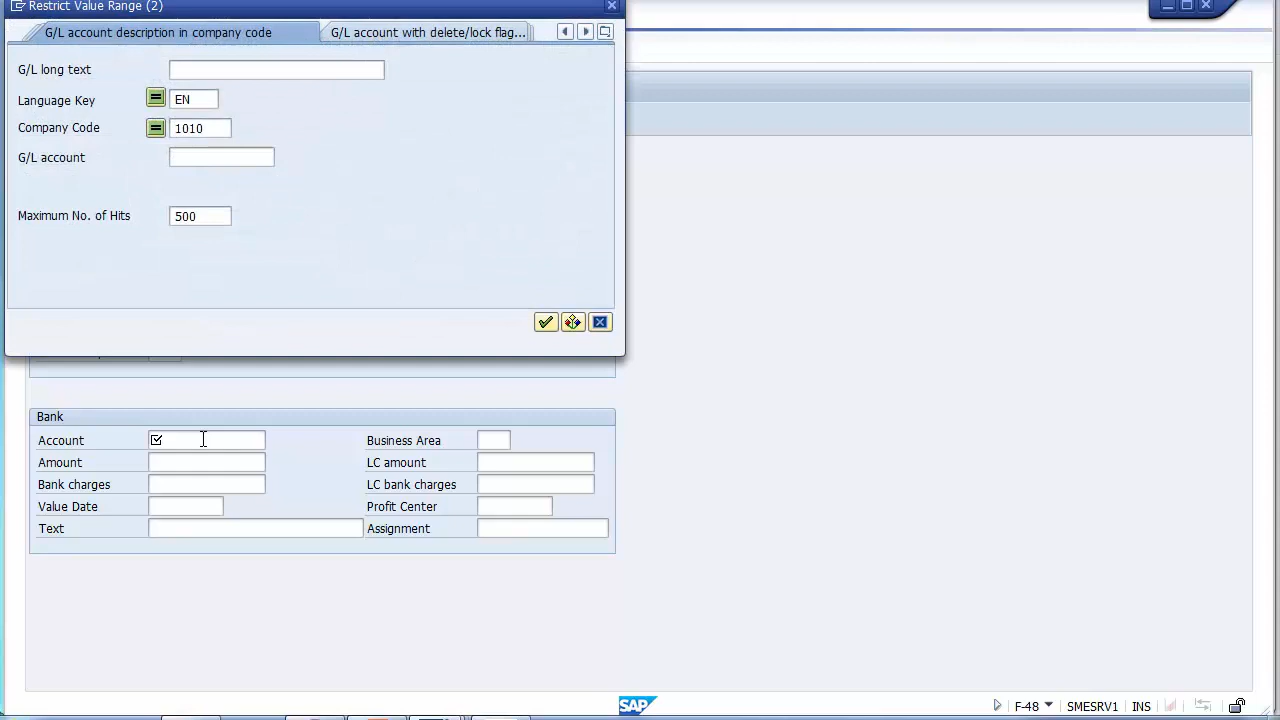 Restrict Value Range (2)
G/L account description in company code G/L account with delete/lock flag...
G/L long text
Language Key EN
Company Code 1010
G/L account
Maximum No. of Hits 500
Bank
Account Business Area
Amount LC amount
Bank charges LC bank charges
Value Date Profit Center
Text Assignment
SAP F-48 SMESRV1 INS